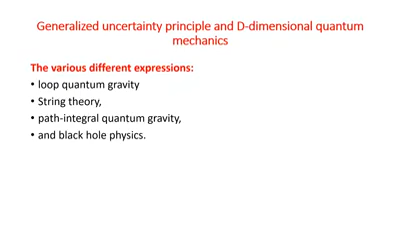 Generalized uncertainty principle and D-dimensional quantum
mechanics
The various different expressions:
• loop quantum gravity
• String theory,
• path-integral quantum gravity,
• and black hole physics.